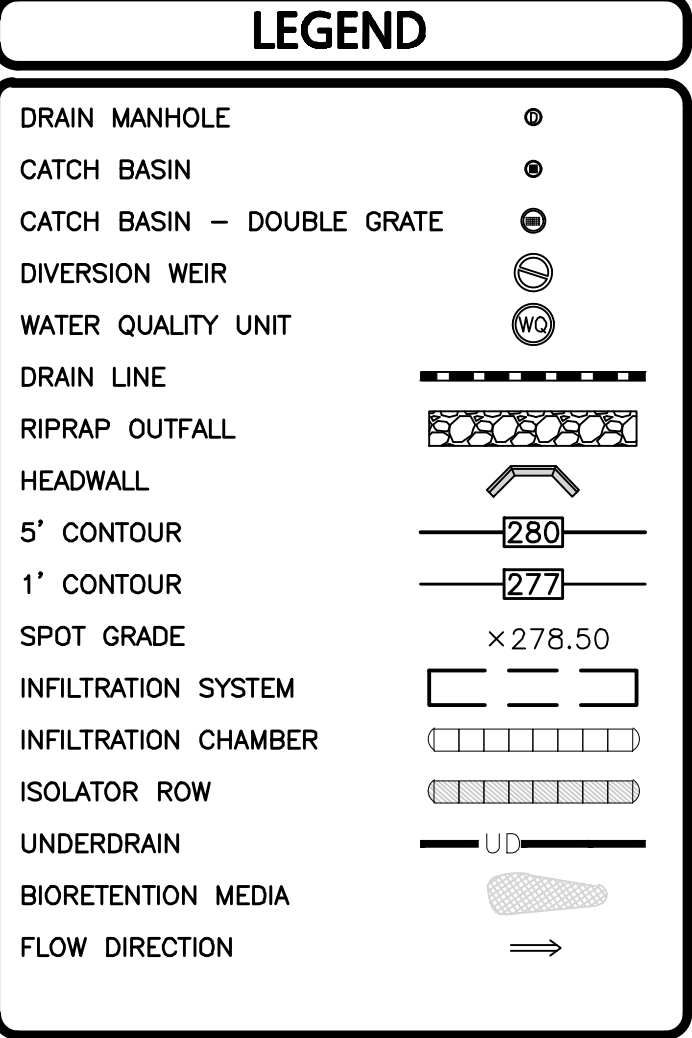 LEGEND
DRAIN MANHOLE D
CATCH BASIN
CATCH BASIN – DOUBLE GRATE
DIVERSION WEIR
WATER QUALITY UNIT WQ
DRAIN LINE
RIPRAP OUTFALL
HEADWALL
5' CONTOUR 280
1' CONTOUR 277
SPOT GRADE ×278.50
INFILTRATION SYSTEM
INFILTRATION CHAMBER
ISOLATOR ROW
UNDERDRAIN UD
BIORETENTION MEDIA
FLOW DIRECTION